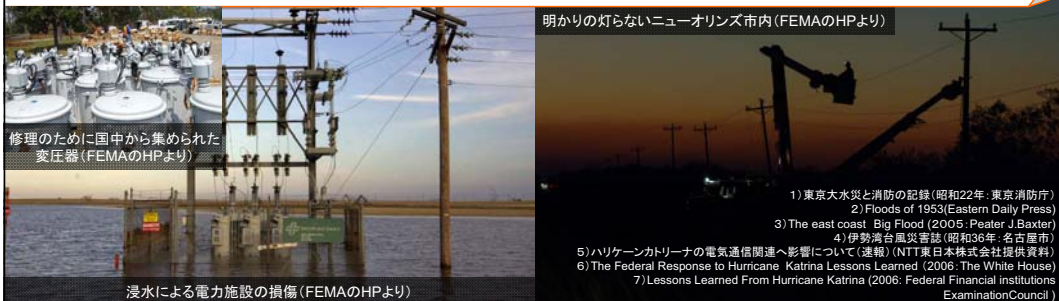 修理のために国中から集められた
変圧器（FEMAのHPより）
浸水による電力施設の損傷（FEMAのHPより）
明かりの灯らないニューオリンズ市内（FEMAのHPより）
1）東京大水災と消防の記録（昭和22年：東京消防庁）
2）Floods of 1953(Eastern Daily Press)
3）The east coast Big Flood (2005：Peater J.Baxter)
4）伊勢湾台風災害誌（昭和36年：名古屋市）
5）ハリケーンカトリーナの電気通信関連へ影響について（速報）（NTT東日本株式会社提供資料）
6）The Federal Response to Hurricane Katrina Lessons Learned (2006：The White House)
7）Lessons Learned From Hurricane Katrina (2006: Federal Financial institutions
ExaminationCouncil )